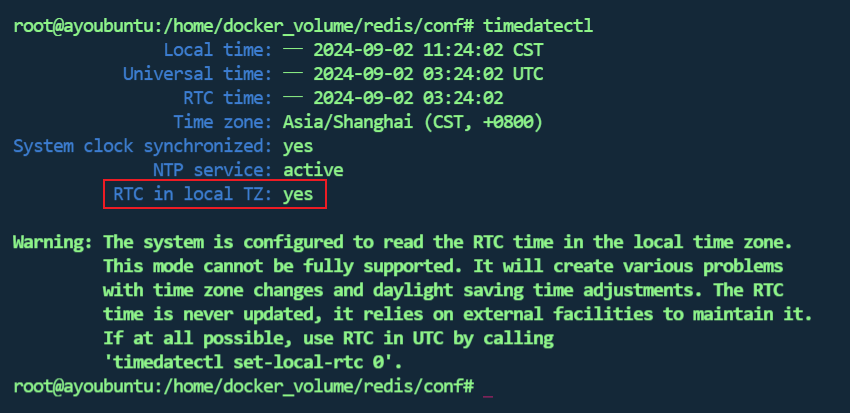 root@ayoubuntu:/home/docker_volume/redis/conf# timedatectl
Local time: 一 2024-09-02 11:24:02 CST
Universal time: 一 2024-09-02 03:24:02 UTC
RTC time: 一 2024-09-02 03:24:02
Time zone: Asia/Shanghai (CST, +0800)
System clock synchronized: yes
NTP service: active
RTC in local TZ: yes
Warning: The system is configured to read the RTC time in the local time zone.
This mode cannot be fully supported. It will create various problems
with time zone changes and daylight saving time adjustments. The RTC
time is never updated, it relies on external facilities to maintain it.
If at all possible, use RTC in UTC by calling
'timedatectl set-local-rtc 0'.
root@ayoubuntu:/home/docker_volume/redis/conf# _